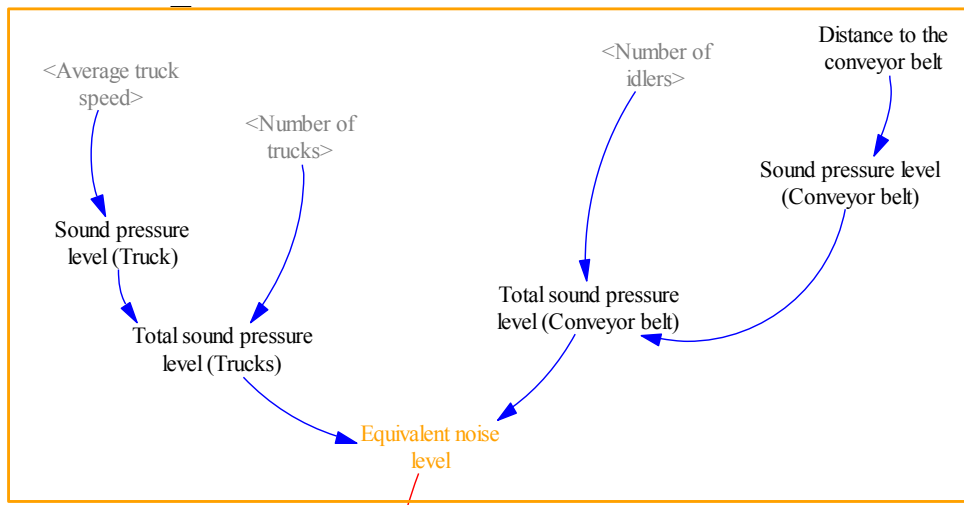 <Average truck
speed>
<Number of
trucks>
<Number of
idlers>
Distance to the
conveyor belt
Sound pressure level
(Conveyor belt)
Sound pressure
level (Truck)
Total sound pressure
level (Conveyor belt)
Total sound pressure
level (Trucks)
Equivalent noise
level